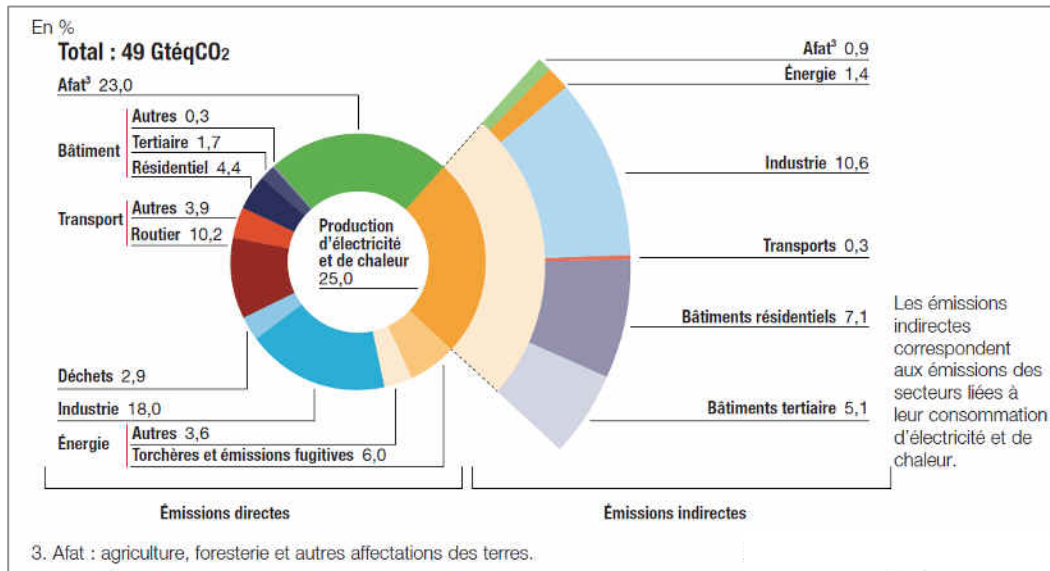 En %
Total : 49 GtéqCO2
Afat³ 23,0
Bâtiment
Autres 0,3
Tertiaire 1,7
Résidentiel 4,4
Transport
Autres 3,9
Routier 10,2
Déchets 2,9
Industrie 18,0
Énergie
Autres 3,6
Torchères et émissions fugitives 6,0
Production
d'électricité
et de chaleur
25,0
Afat³ 0,9
Énergie 1,4
Industrie 10,6
Transports 0,3
Bâtiments résidentiels 7,1
Bâtiments tertiaire 5,1
Les émissions
indirectes
correspondent
aux émissions des
secteurs liées à
leur consommation
d'électricité et de
chaleur.
Émissions directes
Émissions indirectes
3. Afat : agriculture, foresterie et autres affectations des terres.